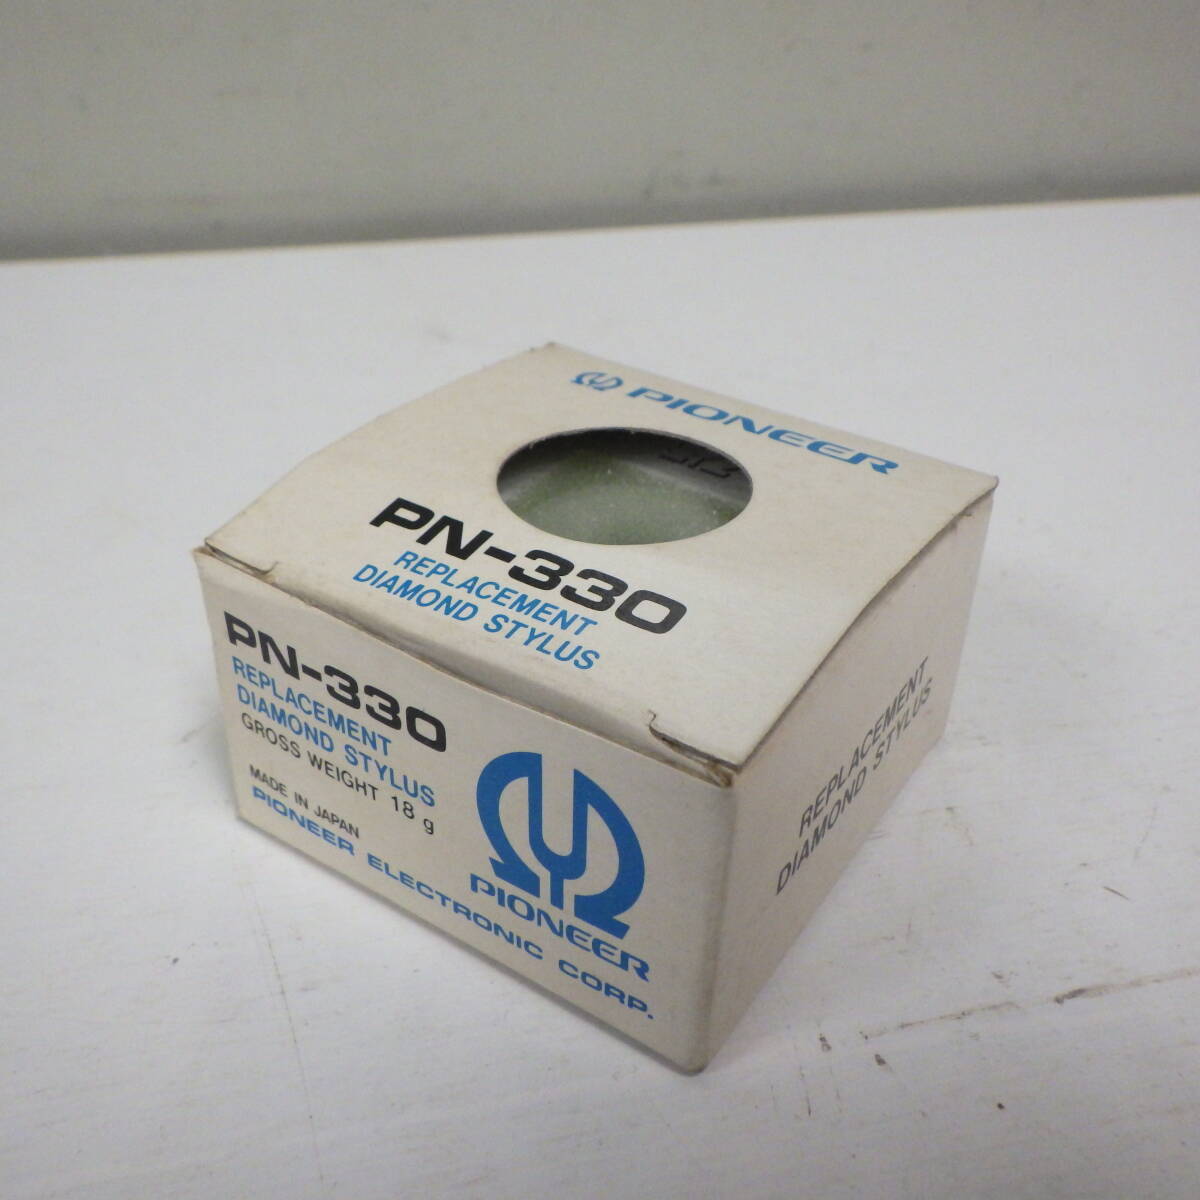 PIONEER
PN-330
REPLACEMENT
DIAMOND STYLUS
PN-330
REPLACEMENT
DIAMOND STYLUS
GROSS WEIGHT 18 g
MADE IN JAPAN
PIONEER ELECTRONIC CORP.
PIONEER
REPLACEMENT
DIAMOND STYLUS